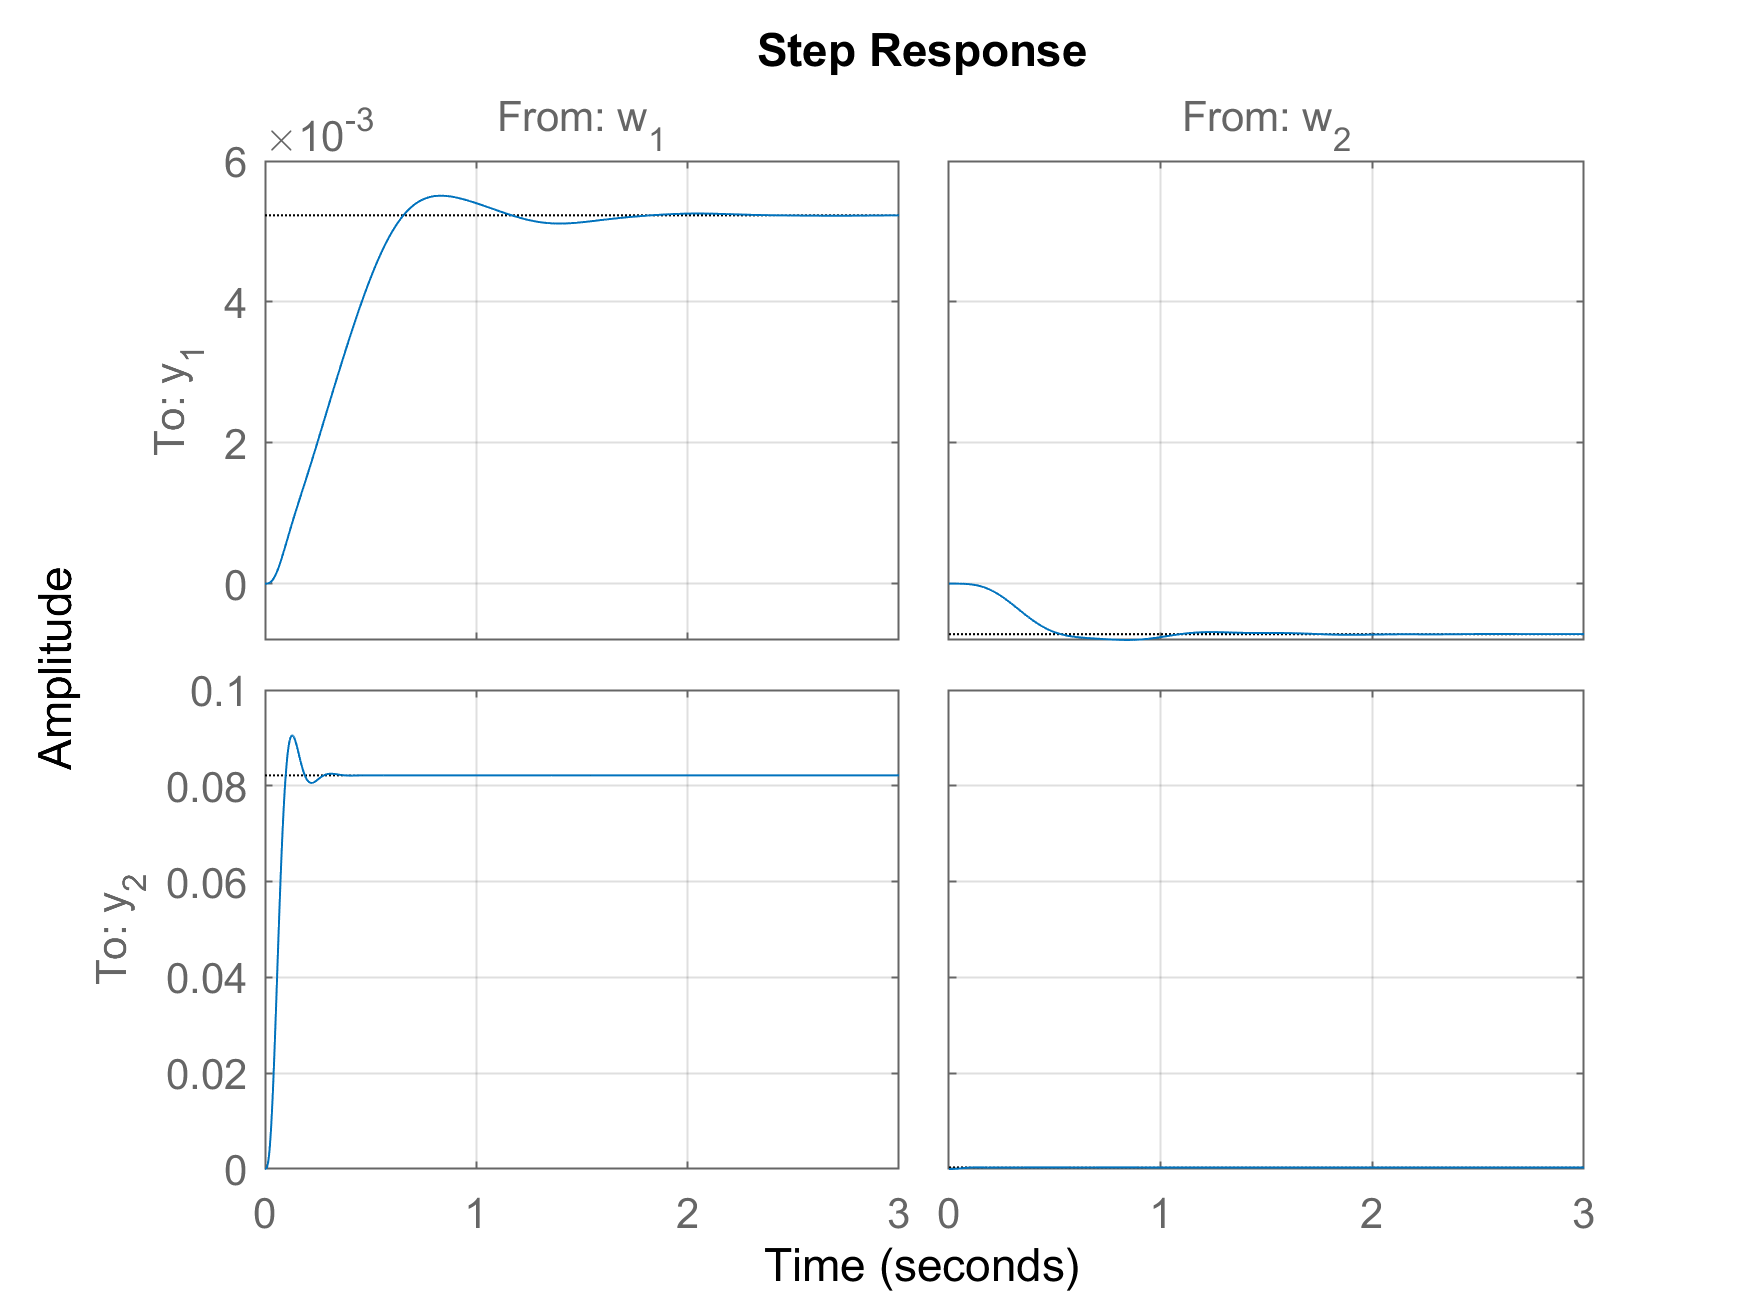 Step Response
From: w1
From: w2
×10-3
6
4
2
0
To: y1
Amplitude
0.1
0.08
0.06
0.04
0.02
0
To: y2
0 1 2 3
0 1 2 3
Time (seconds)